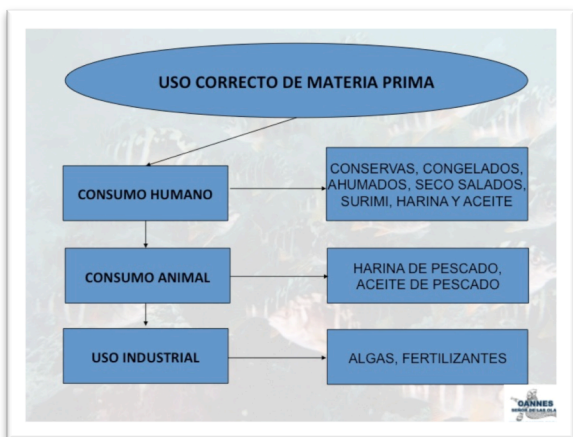 USO CORRECTO DE MATERIA PRIMA
CONSUMO HUMANO
CONSERVAS, CONGELADOS,
AHUMADOS, SECO SALADOS,
SURIMI, HARINA Y ACEITE
CONSUMO ANIMAL
HARINA DE PESCADO,
ACEITE DE PESCADO
USO INDUSTRIAL
ALGAS, FERTILIZANTES
OANNES